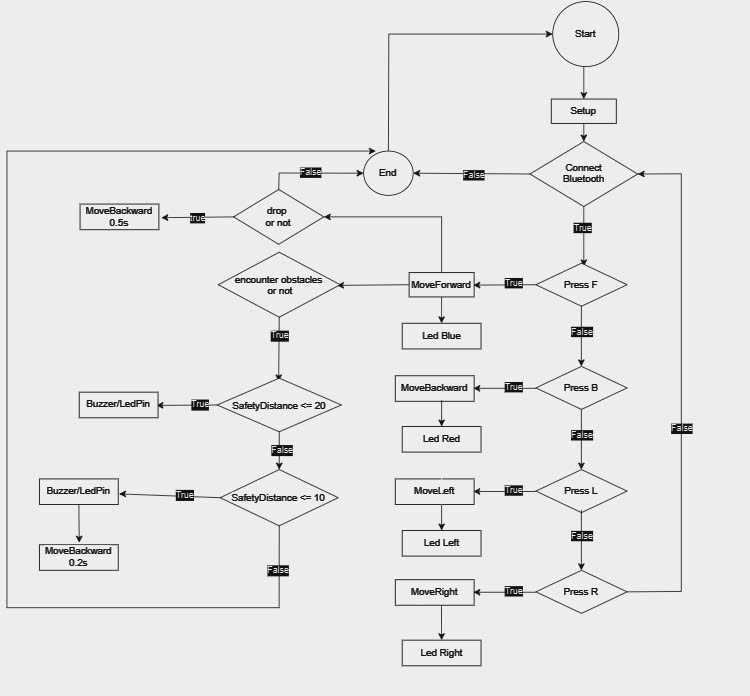 Start
Setup
Connect
Bluetooth
False
End
False
drop
or not
true
MoveBackward
0.5s
True
encounter obstacles
or not
MoveForward
True
Press F
Led Blue
False
True
MoveBackward
True
Press B
Buzzer/LedPin
True
SafetyDistance <= 20
Led Red
False
False
False
Buzzer/LedPin
True
SafetyDistance <= 10
MoveLeft
True
Press L
MoveBackward
0.2s
Led Left
False
False
MoveRight
True
Press R
Led Right